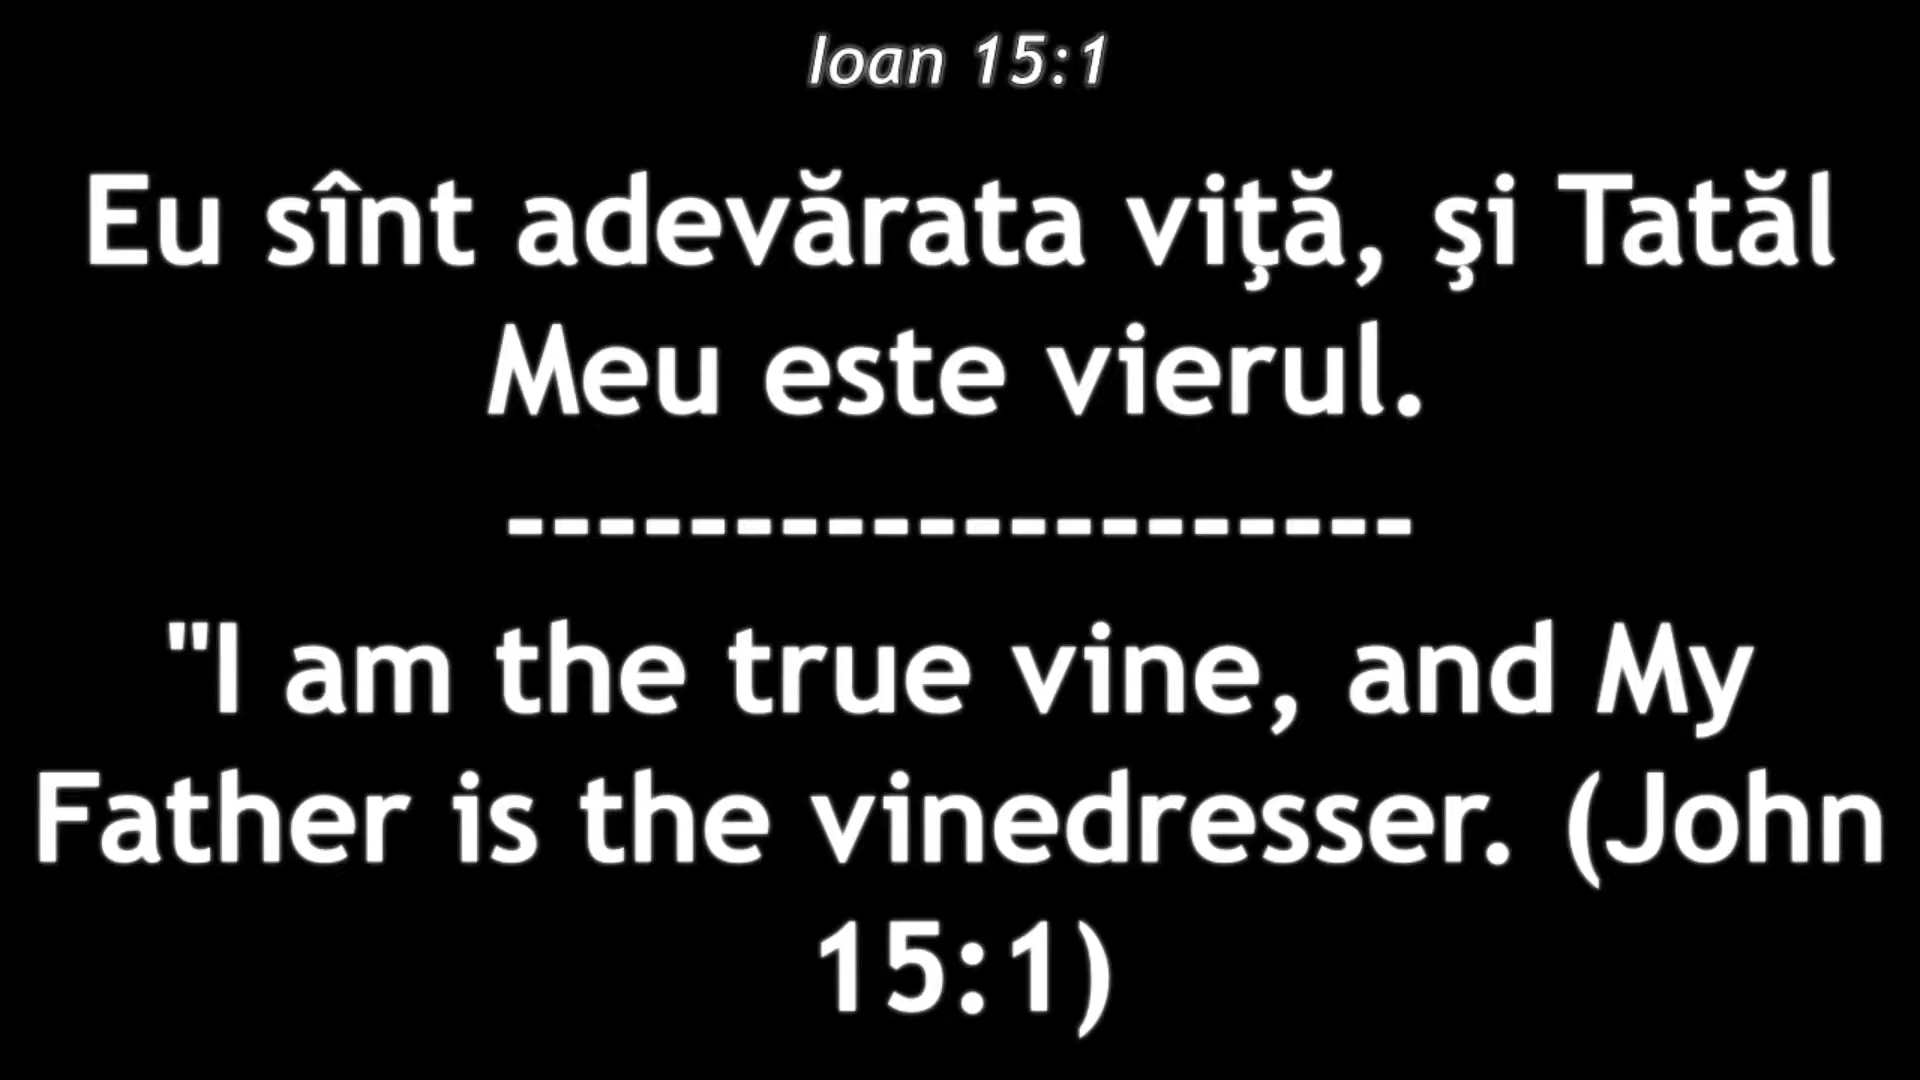 Ioan 15:1
Eu sînt adevărata viţă, şi Tatăl
Meu este vierul.
--------------------
"I am the true vine, and My
Father is the vinedresser. (John
15:1)